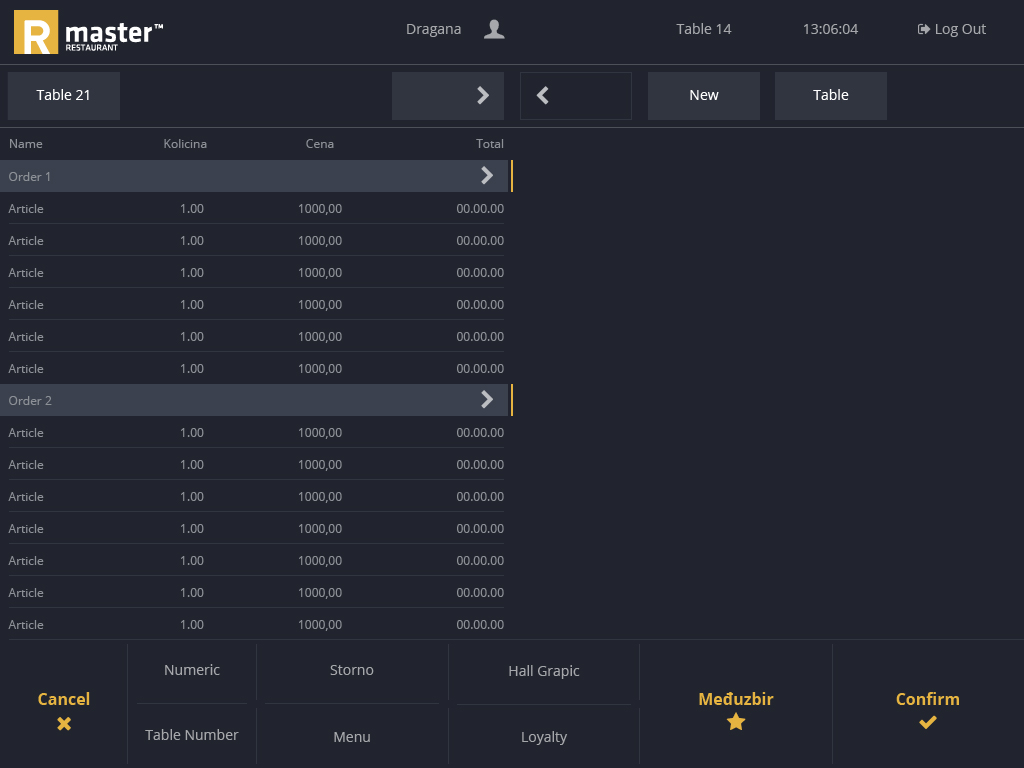 R master™
RESTAURANT
Dragana
Table 14
13:06:04
Log Out
Table 21
New
Table
Name Kolicina Cena Total
Order 1
Article 1.00 1000,00 00.00.00
Article 1.00 1000,00 00.00.00
Article 1.00 1000,00 00.00.00
Article 1.00 1000,00 00.00.00
Article 1.00 1000,00 00.00.00
Article 1.00 1000,00 00.00.00
Order 2
Article 1.00 1000,00 00.00.00
Article 1.00 1000,00 00.00.00
Article 1.00 1000,00 00.00.00
Article 1.00 1000,00 00.00.00
Article 1.00 1000,00 00.00.00
Article 1.00 1000,00 00.00.00
Article 1.00 1000,00 00.00.00
Cancel
Numeric
Table Number
Storno
Menu
Hall Grapic
Loyalty
Međuzbir
Confirm